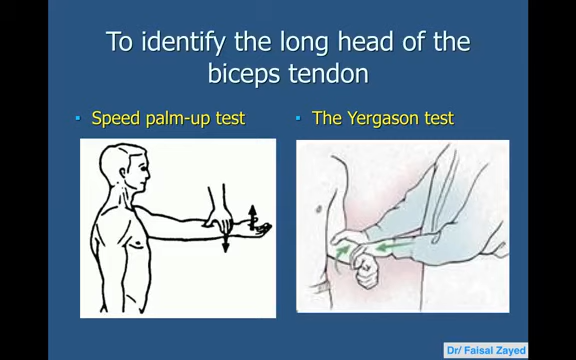 To identify the long head of the
biceps tendon
Speed palm-up test
The Yergason test
Dr/ Faisal Zayed